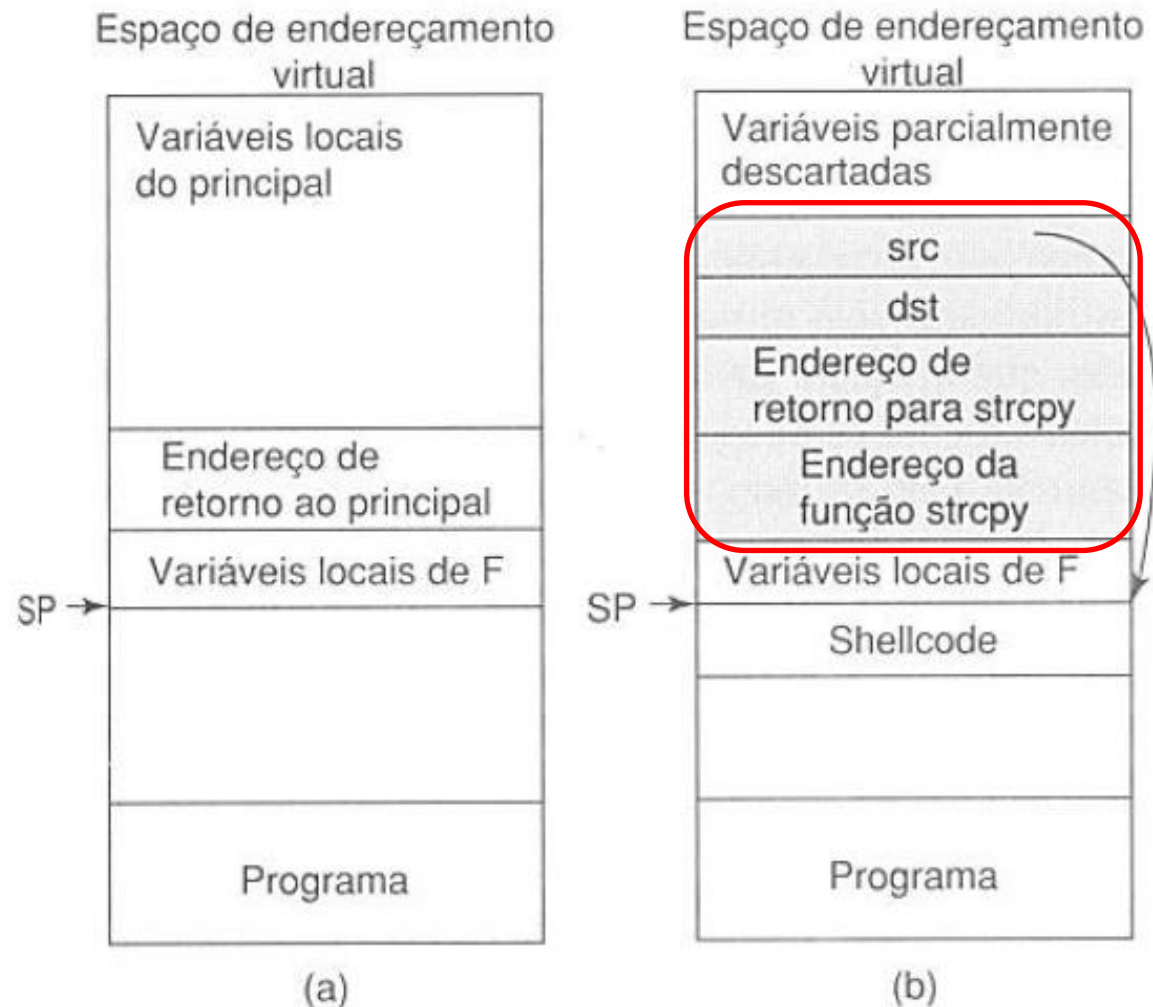 Espaço de endereçamento
virtual
Variáveis locais
do principal
Endereço de
retorno ao principal
Variáveis locais de F
SP
Programa
(a)
Espaço de endereçamento
virtual
Variáveis parcialmente
descartadas
src
dst
Endereço de
retorno para strcpy
Endereço da
função strcpy
Variáveis locais de F
SP
Shellcode
Programa
(b)